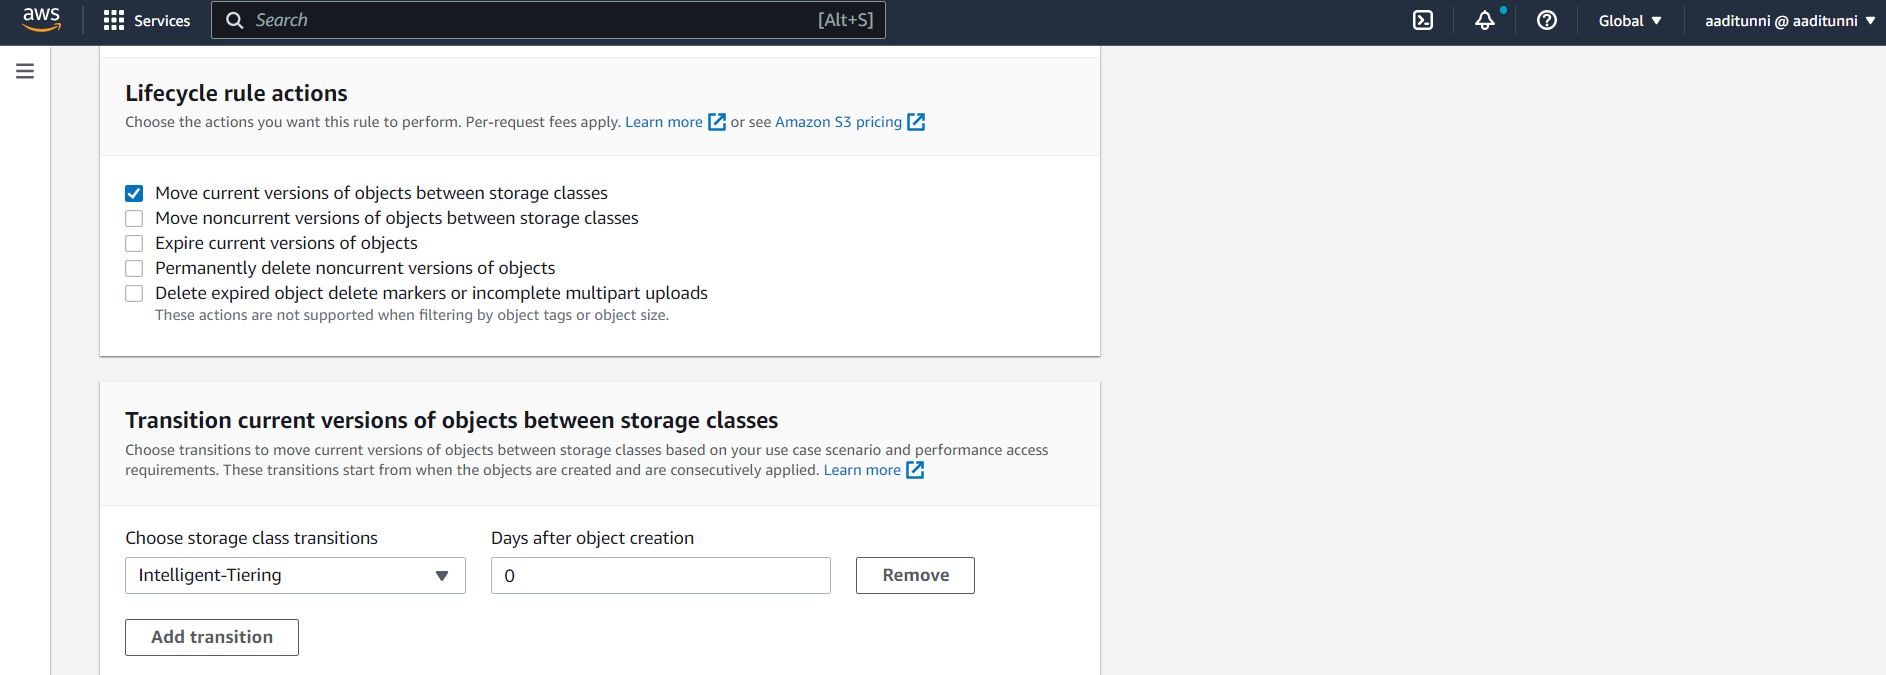 aws Services Search [Alt+S] Global aaditunni @ aaditunni
Lifecycle rule actions
Choose the actions you want this rule to perform. Per-request fees apply. Learn more or see Amazon S3 pricing
Move current versions of objects between storage classes
Move noncurrent versions of objects between storage classes
Expire current versions of objects
Permanently delete noncurrent versions of objects
Delete expired object delete markers or incomplete multipart uploads
These actions are not supported when filtering by object tags or object size.
Transition current versions of objects between storage classes
Choose transitions to move current versions of objects between storage classes based on your use case scenario and performance access
requirements. These transitions start from when the objects are created and are consecutively applied. Learn more
Choose storage class transitions Days after object creation
Intelligent-Tiering 0 Remove
Add transition